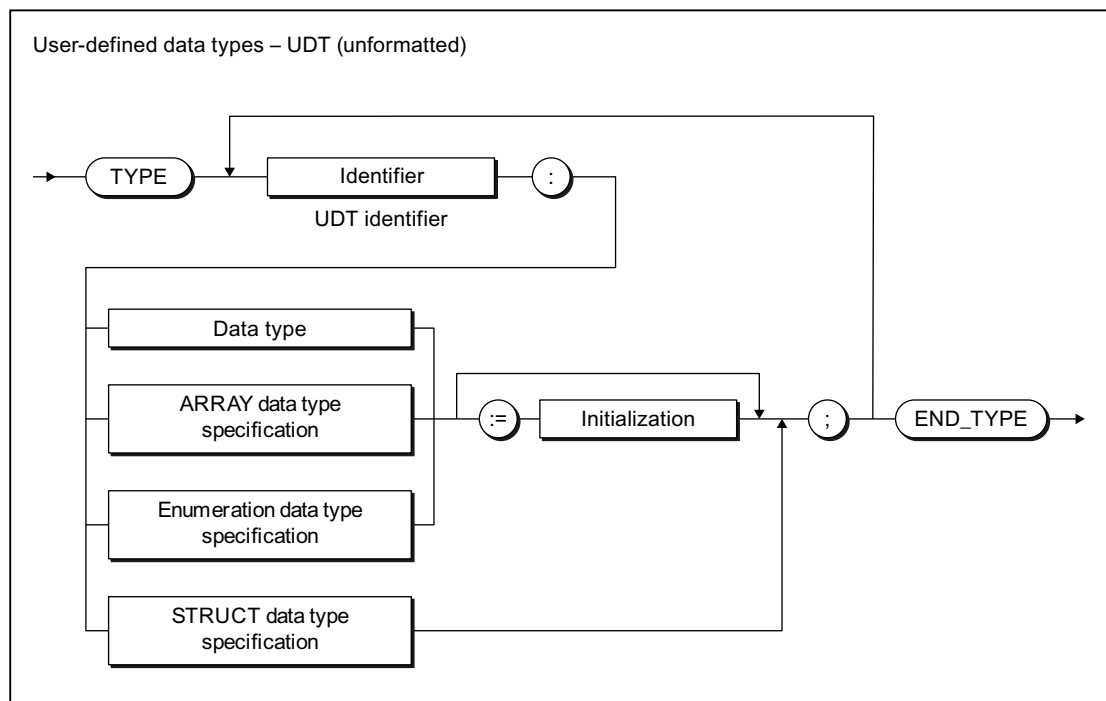 User-defined data types – UDT (unformatted)
TYPE
Identifier
:
UDT identifier
Data type
ARRAY data type
specification
:=
Initialization
;
END_TYPE
Enumeration data type
specification
STRUCT data type
specification